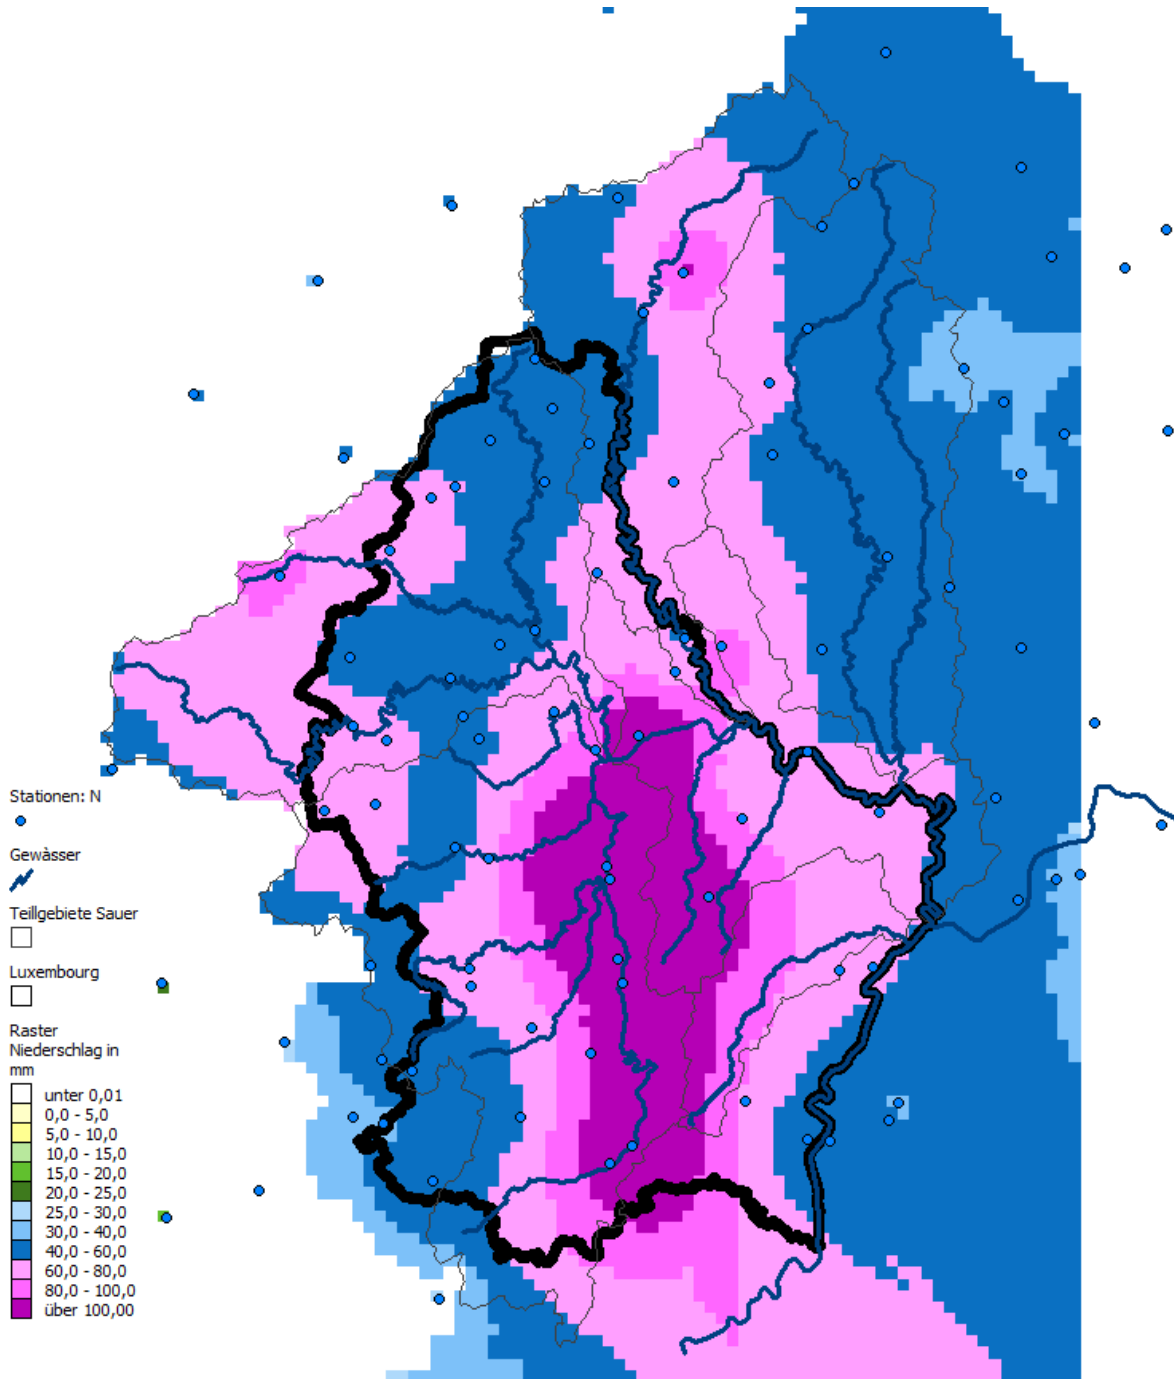 Stationen: N
Gewàsser
Teillgebiete Sauer
Luxembourg
Raster
Niederschlag in
mm
unter 0,01
0,0 - 5,0
5,0 - 10,0
10,0 - 15,0
15,0 - 20,0
20,0 - 25,0
25,0 - 30,0
30,0 - 40,0
40,0 - 60,0
60,0 - 80,0
80,0 - 100,0
über 100,00